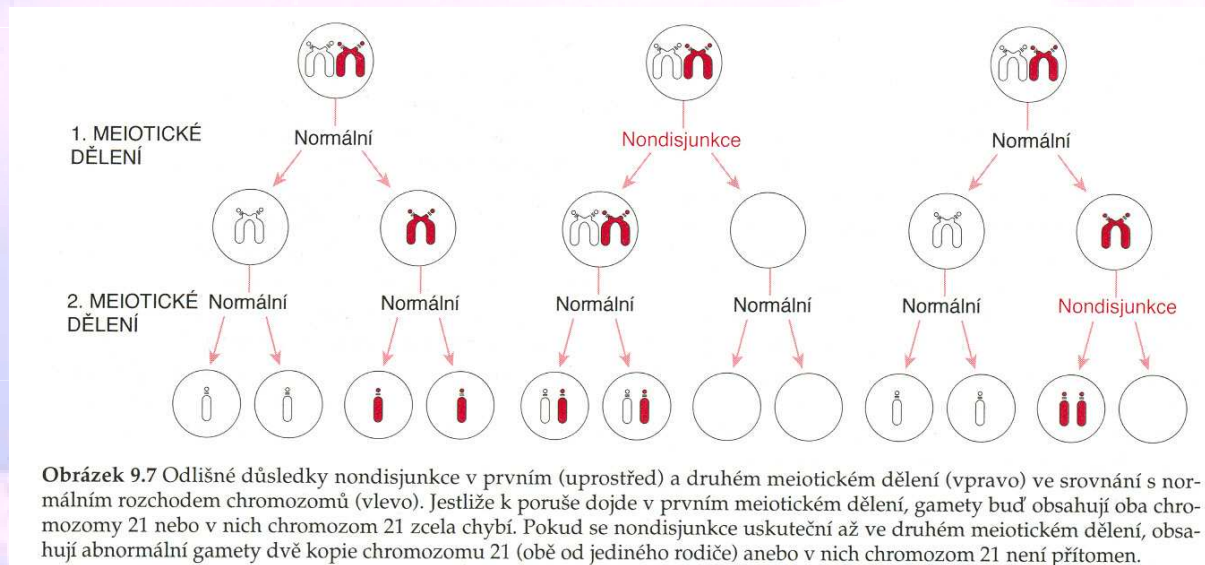 1. MEIOTICKÉ
DĚLENÍ
Normální
Nondisjunkce
Normální
2. MEIOTICKÉ
DĚLENÍ
Normální
Normální
Normální
Normální
Normální
Nondisjunkce
Obrázek 9.7 Odlišné důsledky nondisjunkce v prvním (uprostřed) a druhém meiotickém dělení (vpravo) ve srovnání s nor-
málním rozchodem chromozomů (vlevo). Jestliže k poruše dojde v prvním meiotickém dělení, gamety buď obsahují oba chro-
mozomy 21 nebo v nich chromozom 21 zcela chybí. Pokud se nondisjunkce uskuteční až ve druhém meiotickém dělení, obsa-
hují abnormální gamety dvě kopie chromozomu 21 (obě od jediného rodiče) anebo v nich chromozom 21 není přítomen.